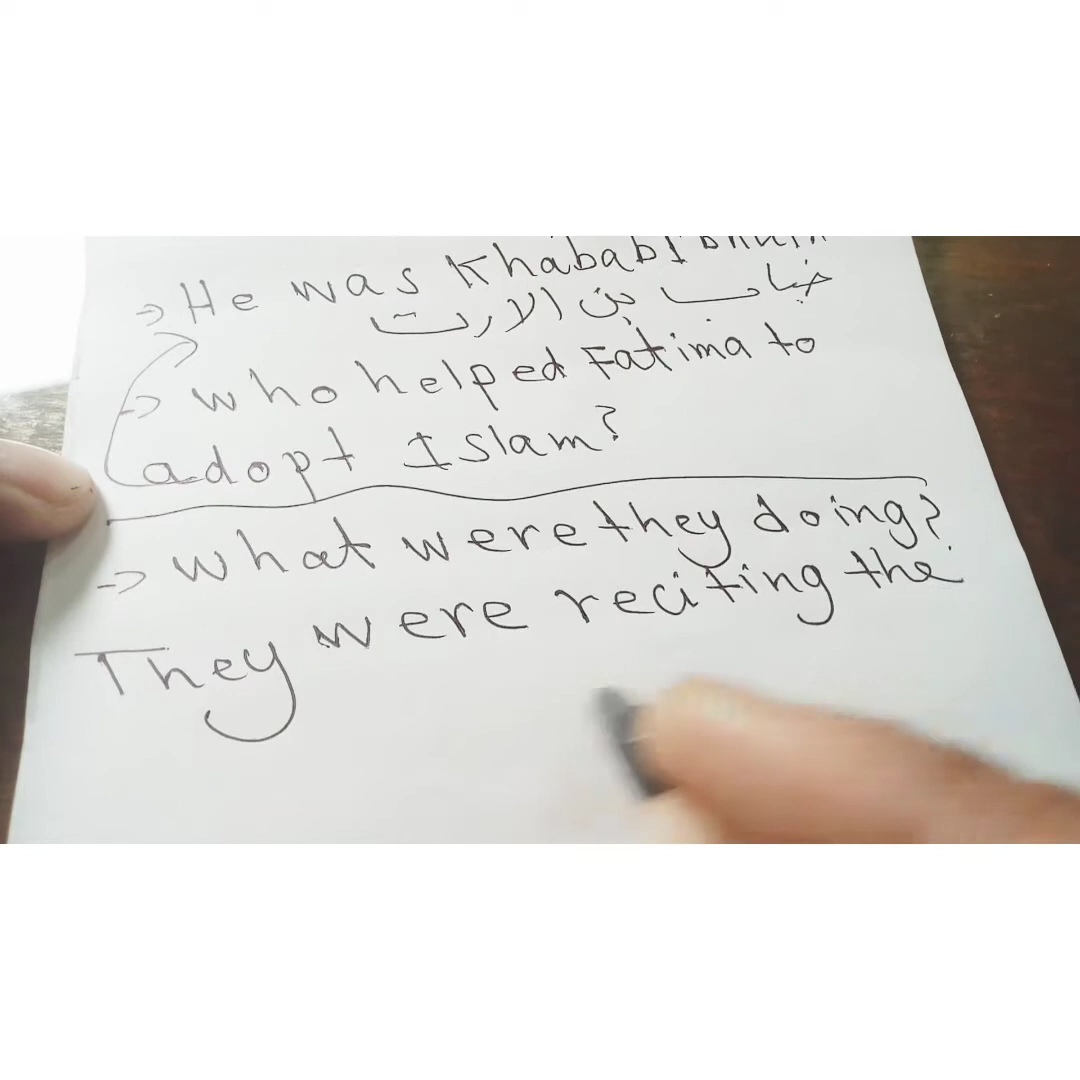 → He was Khabab
خباب بن الارت
→ who helped Fatima to
adopt Islam?
→ what were they doing?
They were reciting the